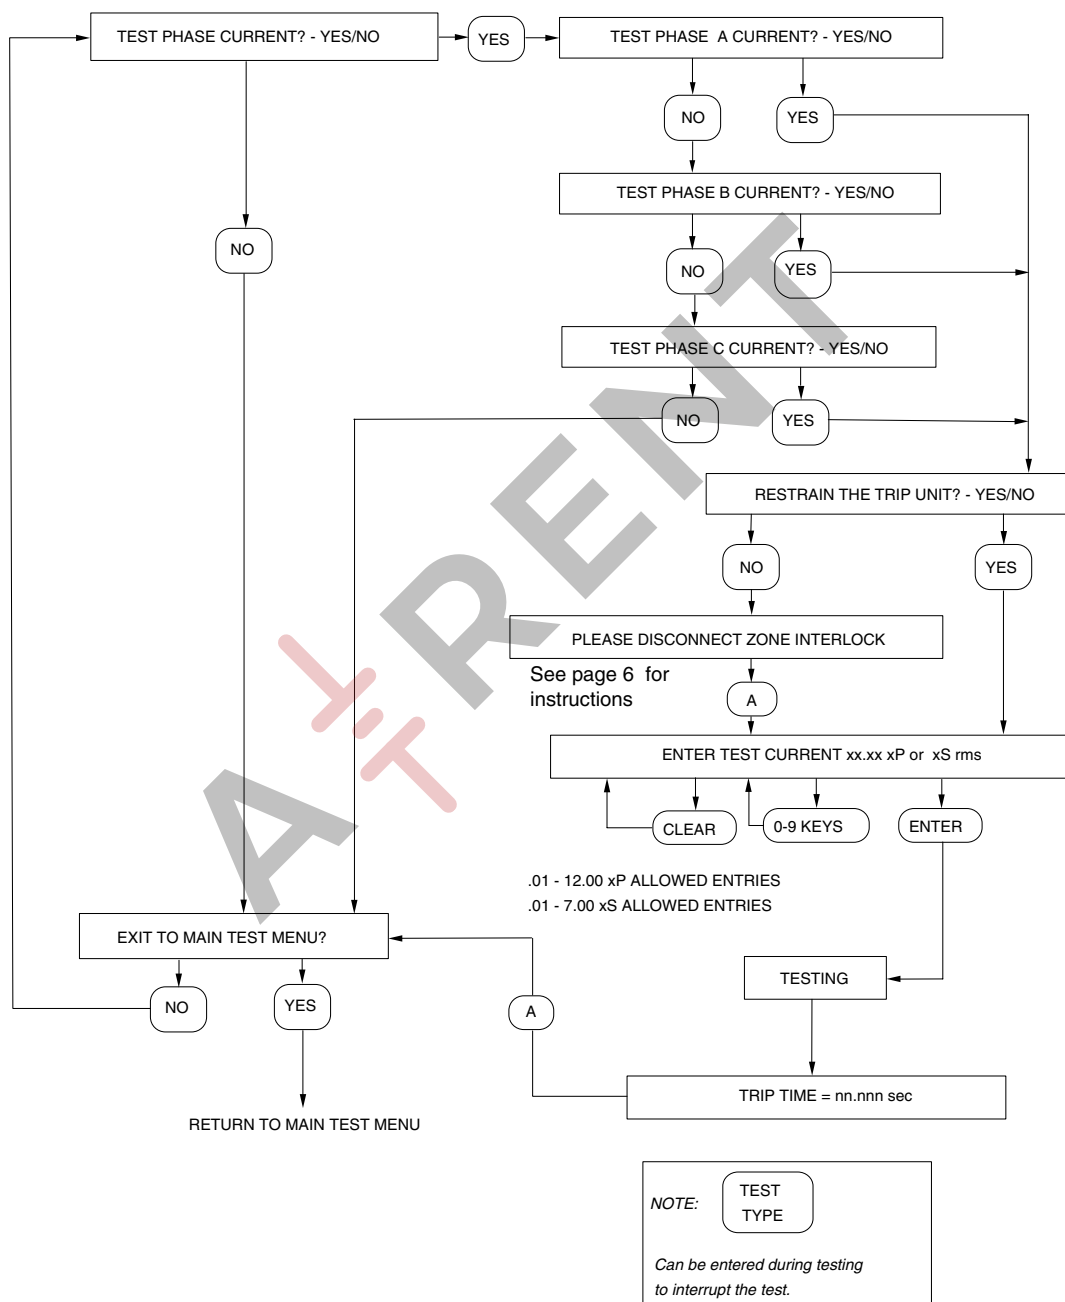 TEST PHASE CURRENT? - YES/NO
YES
TEST PHASE A CURRENT? - YES/NO
NO
YES
TEST PHASE B CURRENT? - YES/NO
NO
NO
YES
TEST PHASE C CURRENT? - YES/NO
NO
YES
RESTRAIN THE TRIP UNIT? - YES/NO
NO
YES
PLEASE DISCONNECT ZONE INTERLOCK
See page 6 for
instructions
A
ENTER TEST CURRENT xx.xx xP or xS rms
CLEAR
0-9 KEYS
ENTER
.01 - 12.00 xP ALLOWED ENTRIES
.01 - 7.00 xS ALLOWED ENTRIES
EXIT TO MAIN TEST MENU?
TESTING
NO
YES
A
TRIP TIME = nn.nnn sec
RETURN TO MAIN TEST MENU
NOTE:
TEST
TYPE
Can be entered during testing
to interrupt the test.
A RENT